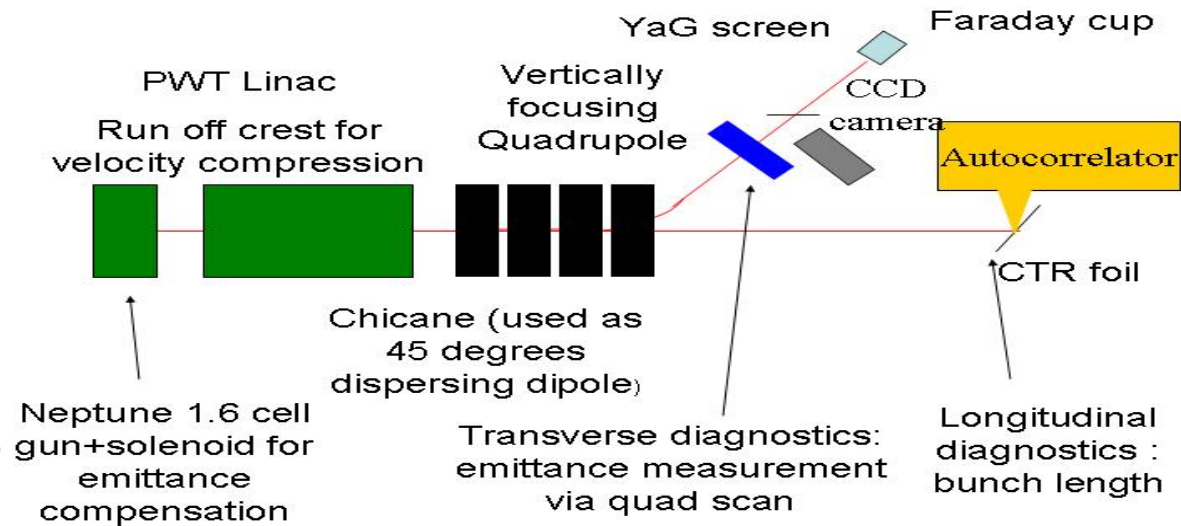 YaG screen
Faraday cup
PWT Linac
Run off crest for
velocity compression
Vertically
focusing
Quadrupole
CCD
camera
Autocorrelator
CTR foil
Chicane (used as
45 degrees
dispersing dipole)
Neptune 1.6 cell
gun+solenoid for
emittance
compensation
Transverse diagnostics:
emittance measurement
via quad scan
Longitudinal
diagnostics :
bunch length